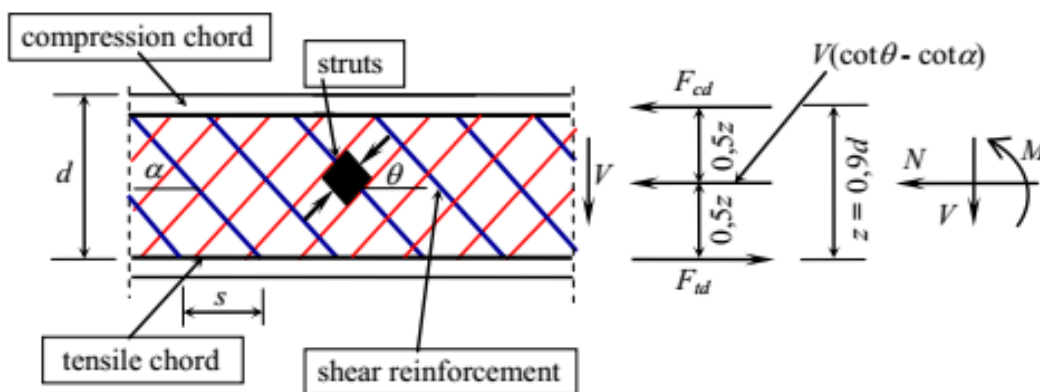 compression chord
struts
V(cotθ - cotα)
F_cd
d
α
θ
V
0,5z
0,5z
z = 0,9d
N
M
V
F_td
s
tensile chord
shear reinforcement